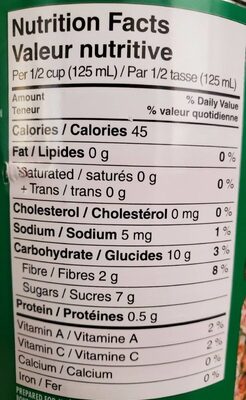 Nutrition Facts
Valeur nutritive
Per 1/2 cup (125 mL) / Par 1/2 tasse (125 mL)
Amount % Daily Value
Teneur % valeur quotidienne
Calories / Calories 45
Fat / Lipides 0 g 0 %
Saturated / saturés 0 g 0 %
+ Trans / trans 0 g
Cholesterol / Cholestérol 0 mg 0 %
Sodium / Sodium 5 mg 1 %
Carbohydrate / Glucides 10 g 3 %
Fibre / Fibres 2 g 8 %
Sugars / Sucres 7 g
Protein / Protéines 0.5 g
Vitamin A / Vitamine A 2 %
Vitamin C / Vitamine C 2 %
Calcium / Calcium 0 %
Iron / Fer 0 %
PREPARED FOR